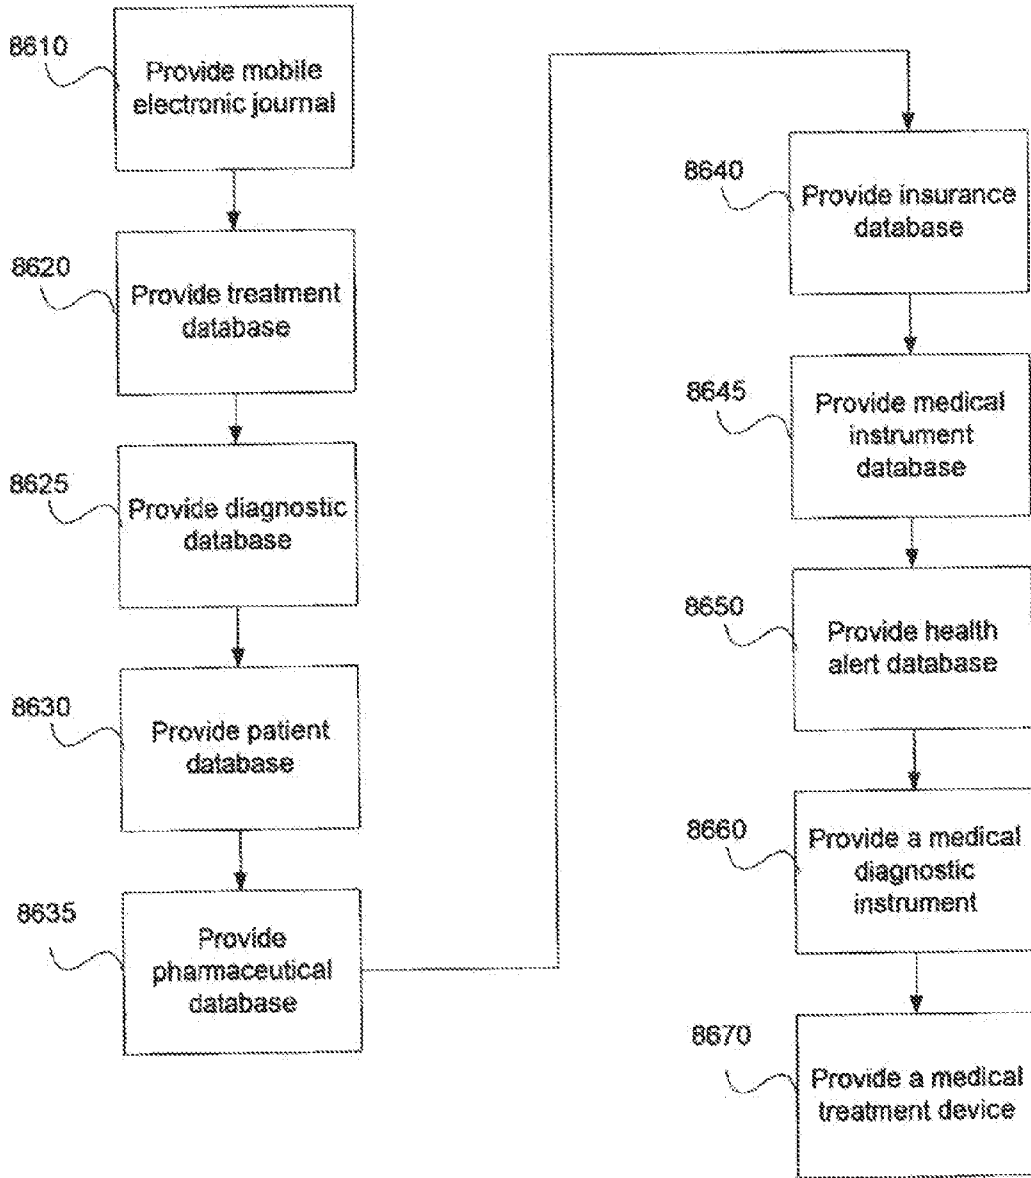 8610
Provide mobile
electronic journal
8620
Provide treatment
database
8625
Provide diagnostic
database
8630
Provide patient
database
8635
Provide
pharmaceutical
database
8640
Provide insurance
database
8645
Provide medical
instrument
database
8650
Provide health
alert database
8660
Provide a medical
diagnostic
instrument
8670
Provide a medical
treatment device